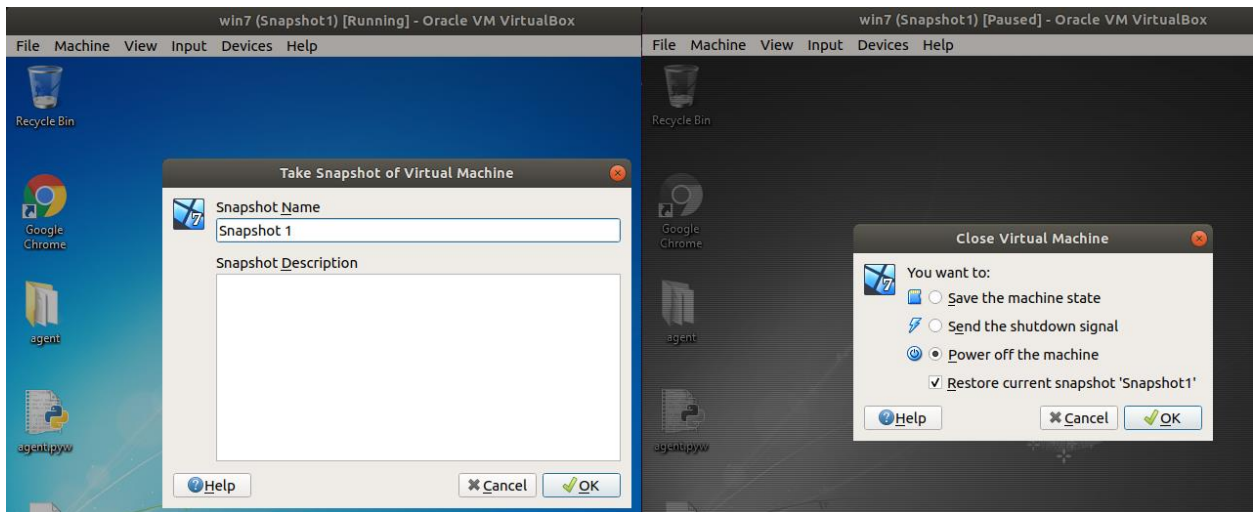 win7 (Snapshot1) [Running] - Oracle VM VirtualBox
File Machine View Input Devices Help
Recycle Bin
Google
Chrome
agent
agent.pyw
Take Snapshot of Virtual Machine
7
Snapshot Name
Snapshot 1
Snapshot Description
Help
Cancel
OK
win7 (Snapshot1) [Paused] - Oracle VM VirtualBox
File Machine View Input Devices Help
Recycle Bin
Google
Chrome
agent
agent.pyw
Close Virtual Machine
7
You want to:
Save the machine state
Send the shutdown signal
Power off the machine
Restore current snapshot 'Snapshot1'
Help
Cancel
OK